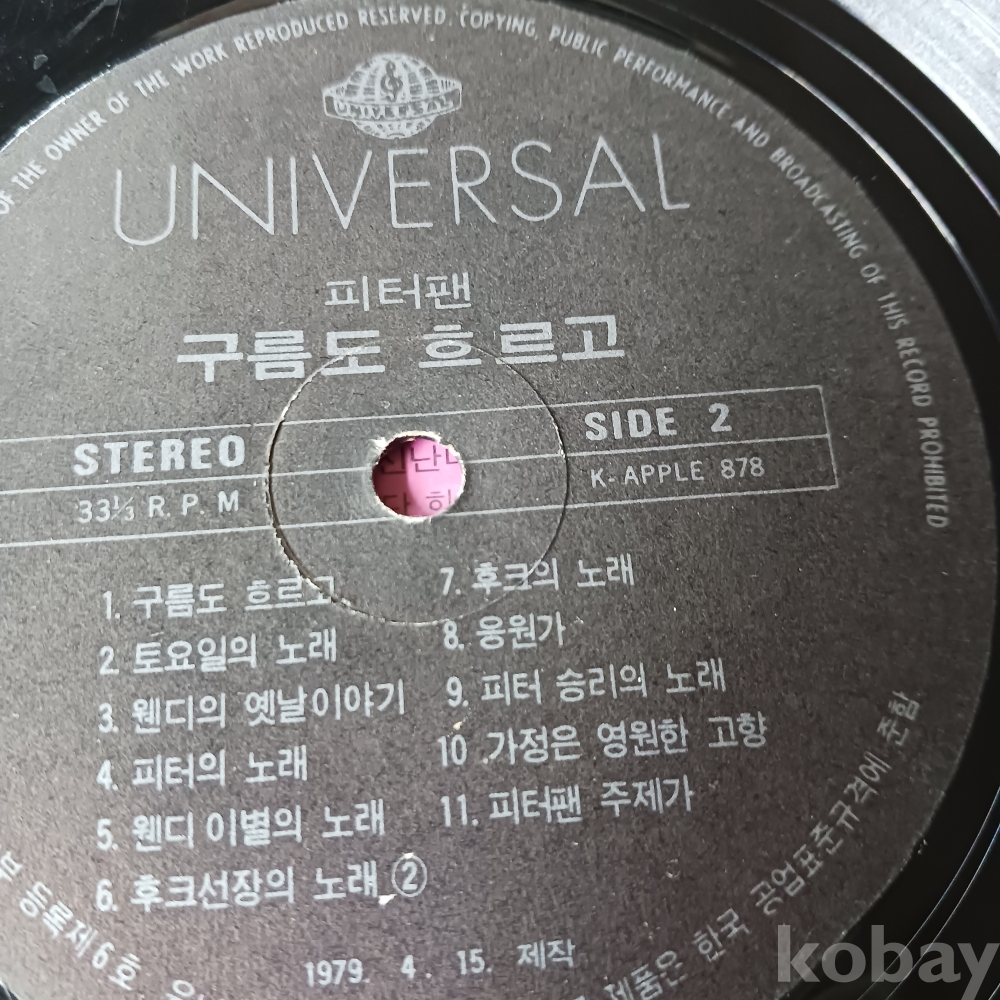 OF THE OWNER OF THE WORK REPRODUCED RESERVED. COPYING, PUBLIC PERFORMANCE AND BROADCASTING OF THIS RECORD PROHIBITED
UNIVERSAL
UNIVERSAL
피터팬
구름도 흐르고
STEREO
SIDE 2
33⅓ R.P.M
K-APPLE 878
1. 구름도 흐르고
2. 토요일의 노래
3. 웬디의 옛날이야기
4. 피터의 노래
5. 웬디 이별의 노래
6. 후크선장의 노래 ②
7. 후크의 노래
8. 응원가
9. 피터 승리의 노래
10. 가정은 영원한 고향
11. 피터팬 주제가
1979. 4. 15. 제작
등록제6호
제품은 한국 공업표준규격에 준함
kobay